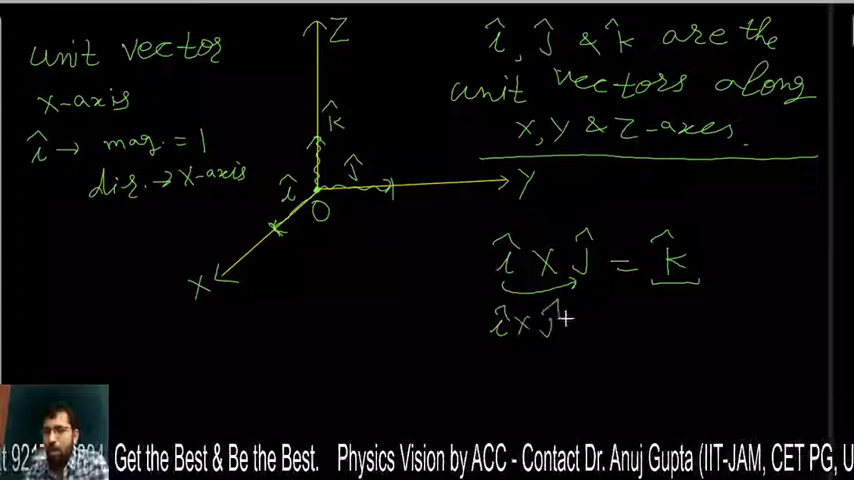 unit vector
x-axis
î → mag. = 1
dir. → x-axis
Z
k̂
ĵ
î
O
Y
X
î, ĵ & k̂ are the
unit vectors along
x, y & z-axes.
î × ĵ = k̂
î × ĵ
Get the Best & Be the Best. Physics Vision by ACC - Contact Dr. Anuj Gupta (IIT-JAM, CET PG, U